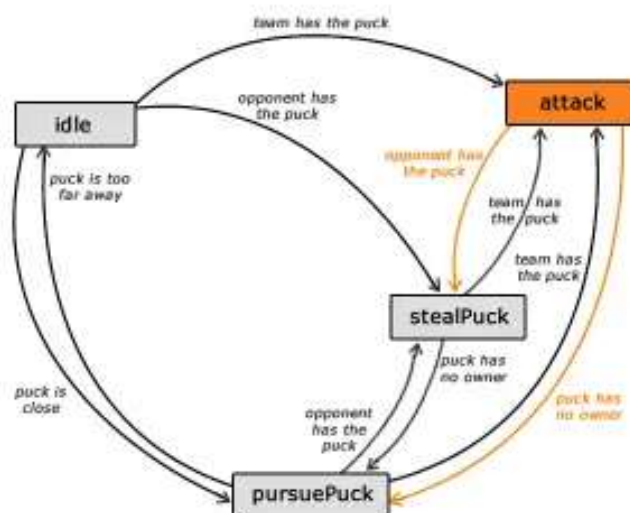 team has the puck
idle
attack
opponent has
the puck
opponent has
the puck
puck is too
far away
team has
the puck
team has
the puck
stealPuck
puck has
no owner
puck is
close
opponent
has the
puck
puck has
no owner
pursuePuck